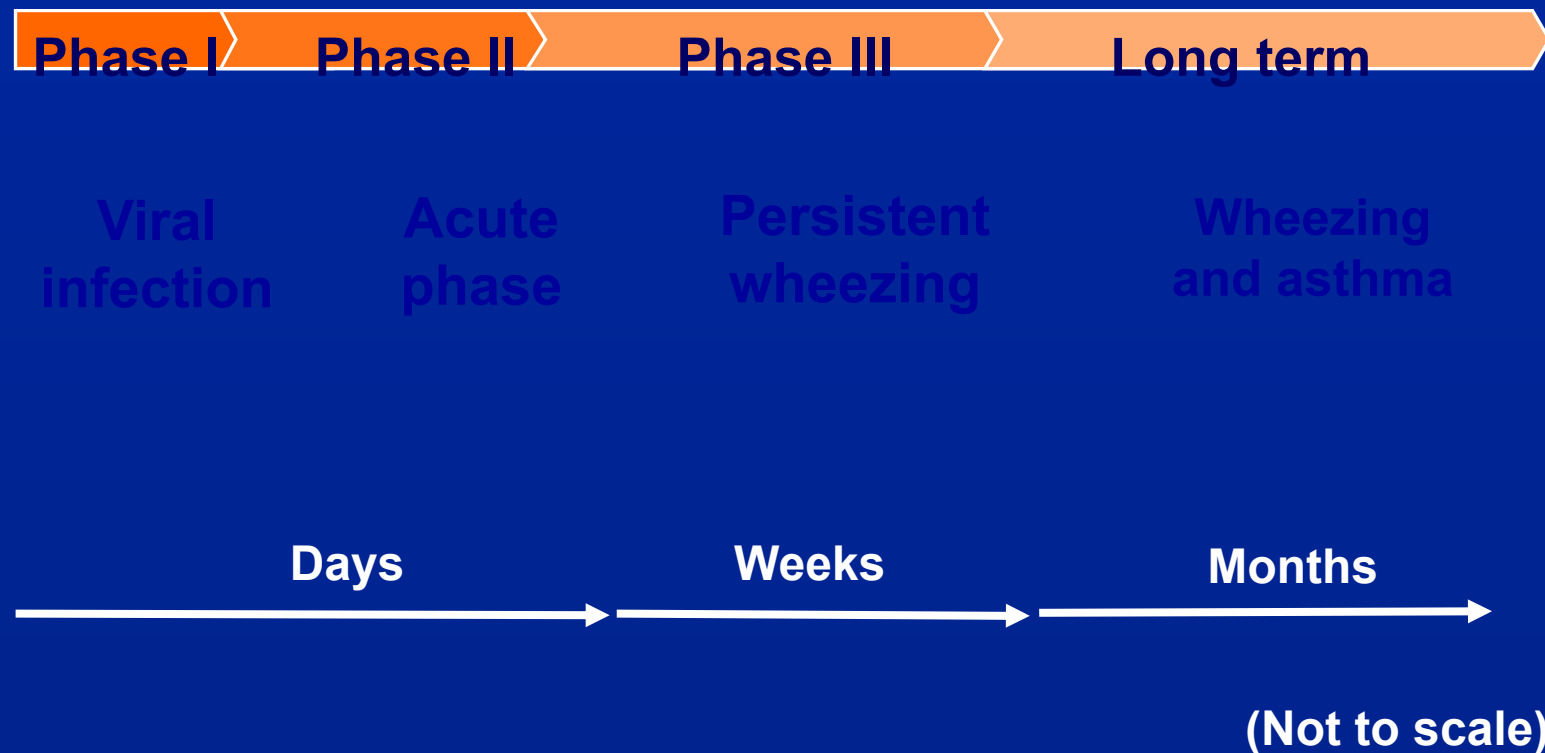 Phase I Phase II Phase III Long term
Viral infection
Acute phase
Persistent wheezing
Wheezing and asthma
Days Weeks Months
(Not to scale)